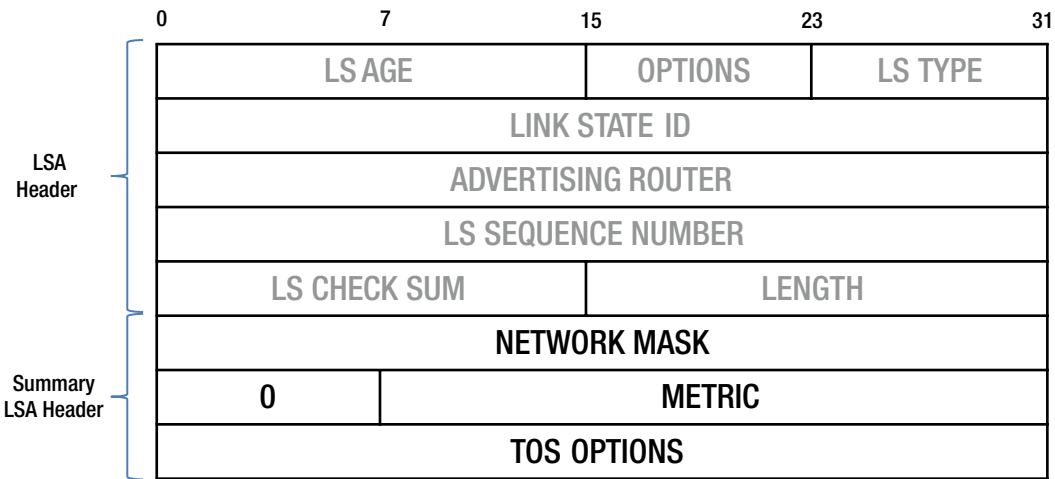 0 7 15 23 31
LS AGE OPTIONS LS TYPE
LINK STATE ID
LSA
Header
ADVERTISING ROUTER
LS SEQUENCE NUMBER
LS CHECK SUM LENGTH
NETWORK MASK
Summary
LSA Header
0 METRIC
TOS OPTIONS